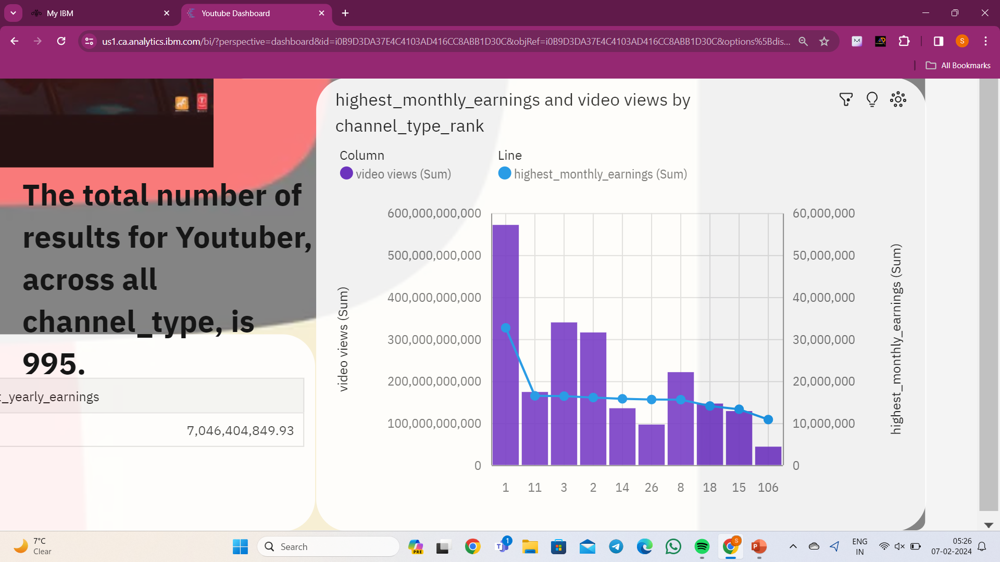 My IBM
Youtube Dashboard
us1.ca.analytics.ibm.com/bi/?perspective=dashboard&id=i0B9D3DA37E4C4103AD416CC8ABB1D30C&objRef=i0B9D3DA37E4C4103AD416CC8ABB1D30C&options%5Bdis...
S
All Bookmarks
The total number of
results for Youtuber,
across all
channel_type, is
995.
_yearly_earnings
7,046,404,849.93
highest_monthly_earnings and video views by
channel_type_rank
Column
Line
video views (Sum)
highest_monthly_earnings (Sum)
600,000,000,000
500,000,000,000
400,000,000,000
300,000,000,000
200,000,000,000
100,000,000,000
0
video views (Sum)
60,000,000
50,000,000
40,000,000
30,000,000
20,000,000
10,000,000
0
highest_monthly_earnings (Sum)
1 11 3 2 14 26 8 18 15 106
7°C
Clear
Search
PRE
1
S
ENG
IN
05:26
07-02-2024